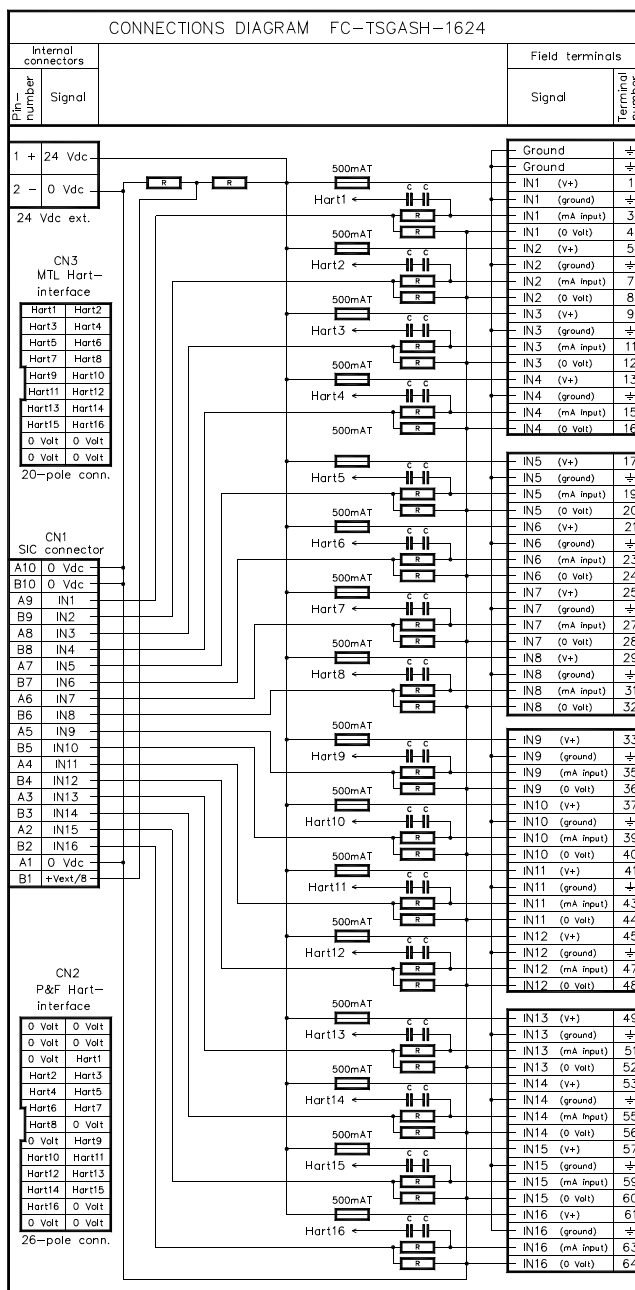 CONNECTIONS DIAGRAM FC-TSGASH-1624
Internal connectors
Field terminals
Pin-number
Signal
Signal
Terminal number
1 + 24 Vdc
2 - 0 Vdc
24 Vdc ext.
CN3
MTL Hart-
interface
Hart1 Hart2
Hart3 Hart4
Hart5 Hart6
Hart7 Hart8
Hart9 Hart10
Hart11 Hart12
Hart13 Hart14
Hart15 Hart16
0 Volt 0 Volt
0 Volt 0 Volt
20-pole conn.
CN1
SIC connector
A10 0 Vdc
B10 0 Vdc
A9 IN1
B9 IN2
A8 IN3
B8 IN4
A7 IN5
B7 IN6
A6 IN7
B6 IN8
A5 IN9
B5 IN10
A4 IN11
B4 IN12
A3 IN13
B3 IN14
A2 IN15
B2 IN16
A1 0 Vdc
B1 +Vext/8
CN2
P&F Hart-
interface
0 Volt 0 Volt
0 Volt 0 Volt
0 Volt Hart1
Hart2 Hart3
Hart4 Hart5
Hart6 Hart7
Hart8 0 Volt
0 Volt Hart9
Hart10 Hart11
Hart12 Hart13
Hart14 Hart15
Hart16 0 Volt
0 Volt 0 Volt
26-pole conn.
R R
500mAT
C C
Hart1
R
R
500mAT
C C
Hart2
R
R
500mAT
C C
Hart3
R
R
500mAT
C C
Hart4
R
500mAT R
C C
Hart5
R
R
500mAT
C C
Hart6
R
R
500mAT
C C
Hart7
R
R
500mAT
C C
Hart8
R
R
500mAT
C C
Hart9
R
R
500mAT
C C
Hart10
R
R
500mAT
C C
Hart11
R
R
500mAT
C C
Hart12
R
R
500mAT
C C
Hart13
R
R
500mAT
C C
Hart14
R
R
500mAT
C C
Hart15
R
R
500mAT
C C
Hart16
R
R
Ground
Ground
IN1 (V+) 1
IN1 (ground)
IN1 (mA input) 3
IN1 (0 Volt) 4
IN2 (V+) 5
IN2 (ground)
IN2 (mA input) 7
IN2 (0 Volt) 8
IN3 (V+) 9
IN3 (ground)
IN3 (mA input) 11
IN3 (0 Volt) 12
IN4 (V+) 13
IN4 (ground)
IN4 (mA input) 15
IN4 (0 Volt) 16
IN5 (V+) 17
IN5 (ground)
IN5 (mA input) 19
IN5 (0 Volt) 20
IN6 (V+) 21
IN6 (ground)
IN6 (mA input) 23
IN6 (0 Volt) 24
IN7 (V+) 25
IN7 (ground)
IN7 (mA input) 27
IN7 (0 Volt) 28
IN8 (V+) 29
IN8 (ground)
IN8 (mA input) 31
IN8 (0 Volt) 32
IN9 (V+) 33
IN9 (ground)
IN9 (mA input) 35
IN9 (0 Volt) 36
IN10 (V+) 37
IN10 (ground)
IN10 (mA input) 39
IN10 (0 Volt) 40
IN11 (V+) 41
IN11 (ground)
IN11 (mA input) 43
IN11 (0 Volt) 44
IN12 (V+) 45
IN12 (ground)
IN12 (mA input) 47
IN12 (0 Volt) 48
IN13 (V+) 49
IN13 (ground)
IN13 (mA input) 51
IN13 (0 Volt) 52
IN14 (V+) 53
IN14 (ground)
IN14 (mA input) 55
IN14 (0 Volt) 56
IN15 (V+) 57
IN15 (ground)
IN15 (mA input) 59
IN15 (0 Volt) 60
IN16 (V+) 61
IN16 (ground)
IN16 (mA input) 63
IN16 (0 Volt) 64